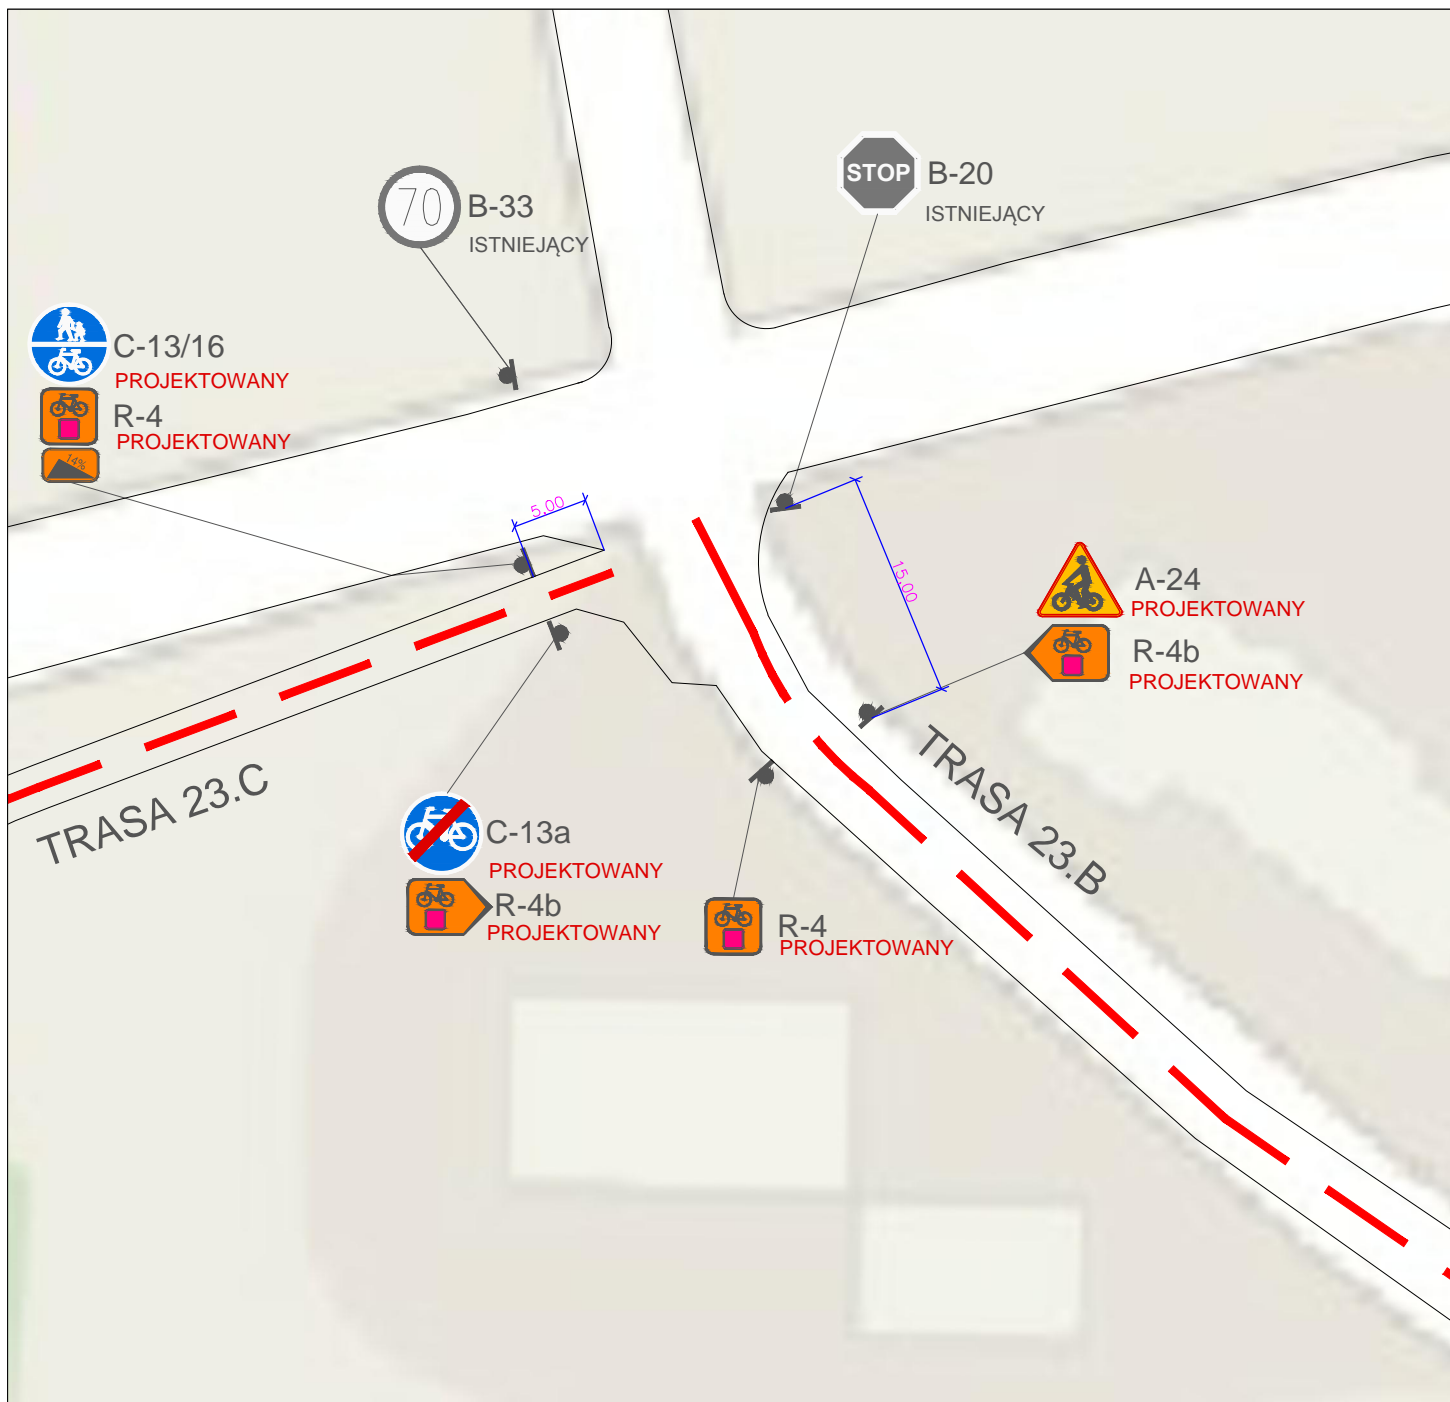 STOP
B-20
ISTNIEJĄCY
70
B-33
ISTNIEJĄCY
C-13/16
PROJEKTOWANY
R-4
PROJEKTOWANY
14%
5,00
15,00
A-24
PROJEKTOWANY
R-4b
PROJEKTOWANY
TRASA 23.C
TRASA 23.B
C-13a
PROJEKTOWANY
R-4b
PROJEKTOWANY
R-4
PROJEKTOWANY